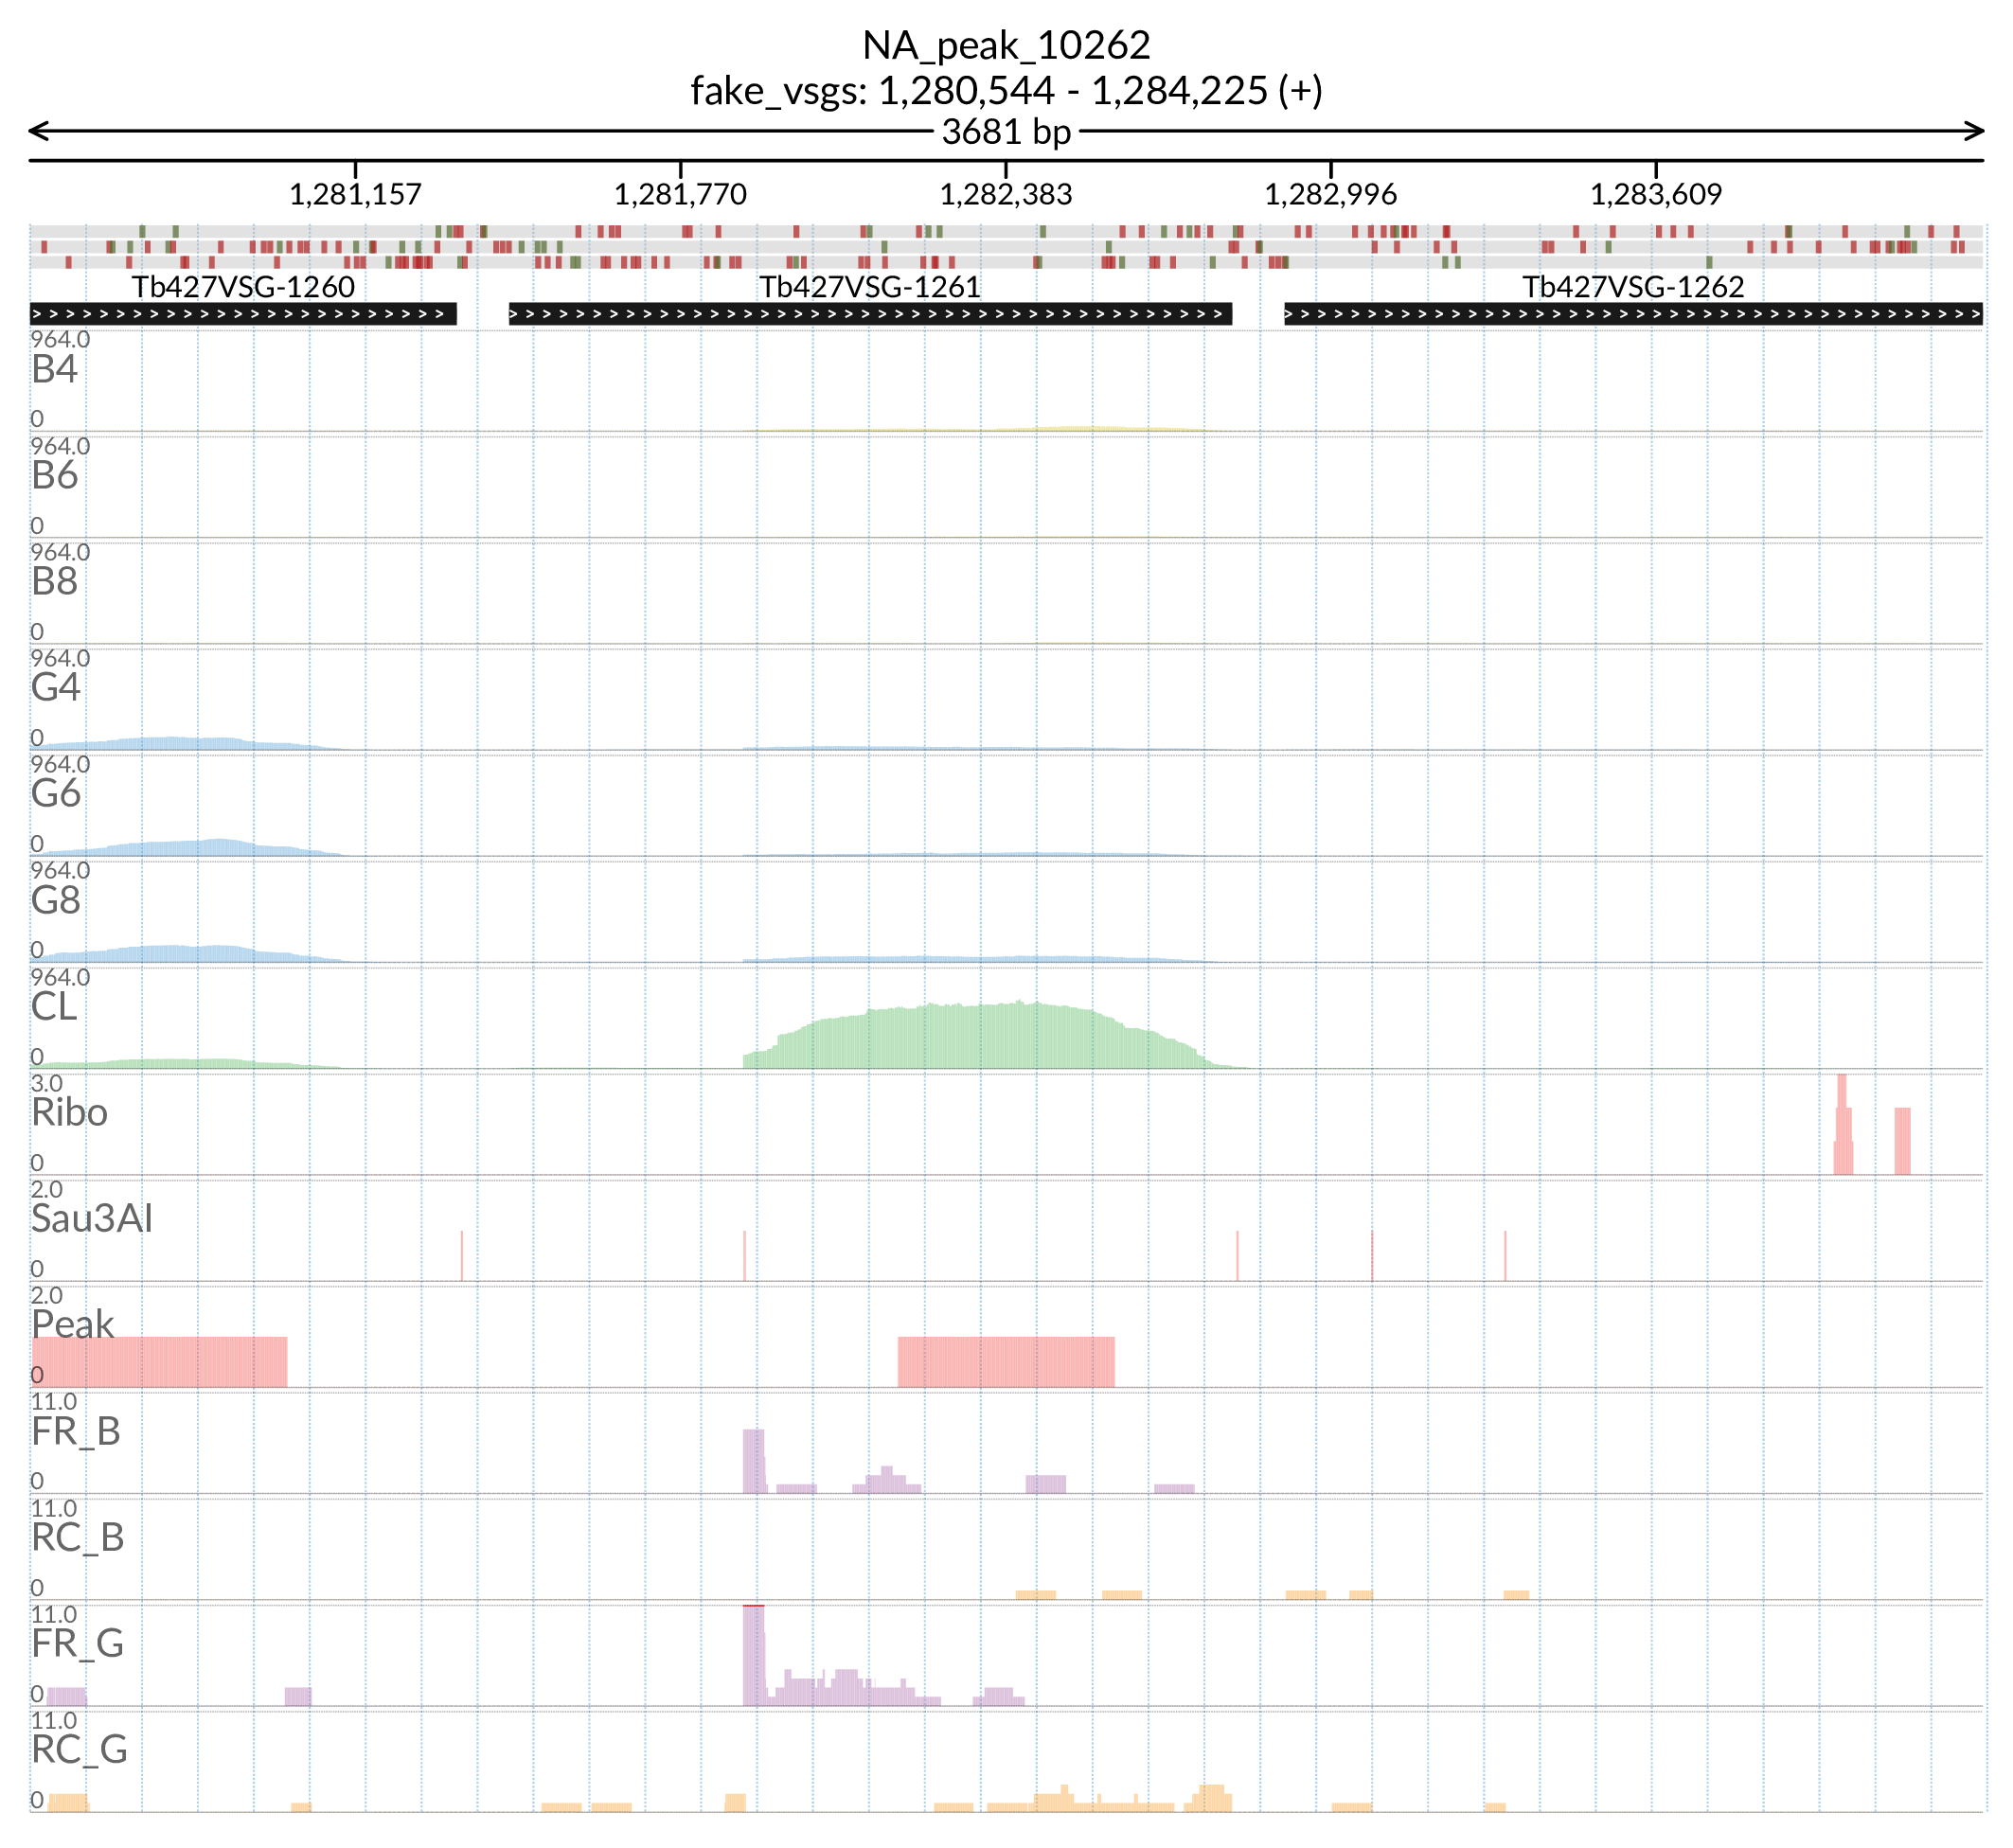 NA_peak_10262
fake_vsgs: 1,280,544 - 1,284,225 (+)
3681 bp
1,281,157 1,281,770 1,282,383 1,282,996 1,283,609
Tb427VSG-1260 Tb427VSG-1261 Tb427VSG-1262
964.0
B4
0
964.0
B6
0
964.0
B8
0
964.0
G4
0
964.0
G6
0
964.0
G8
0
964.0
CL
0
3.0
Ribo
0
2.0
Sau3AI
0
2.0
Peak
0
11.0
FR_B
0
11.0
RC_B
0
11.0
FR_G
0
11.0
RC_G
0